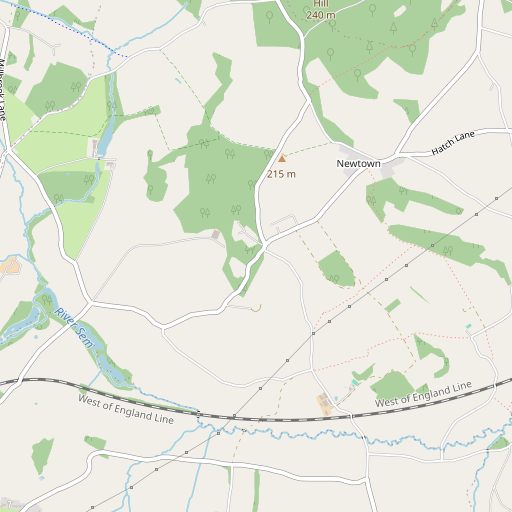 Hill
240 m
Millbrook Lane
Hatch Lane
Newtown
215 m
River Sem
West of England Line
West of England Line